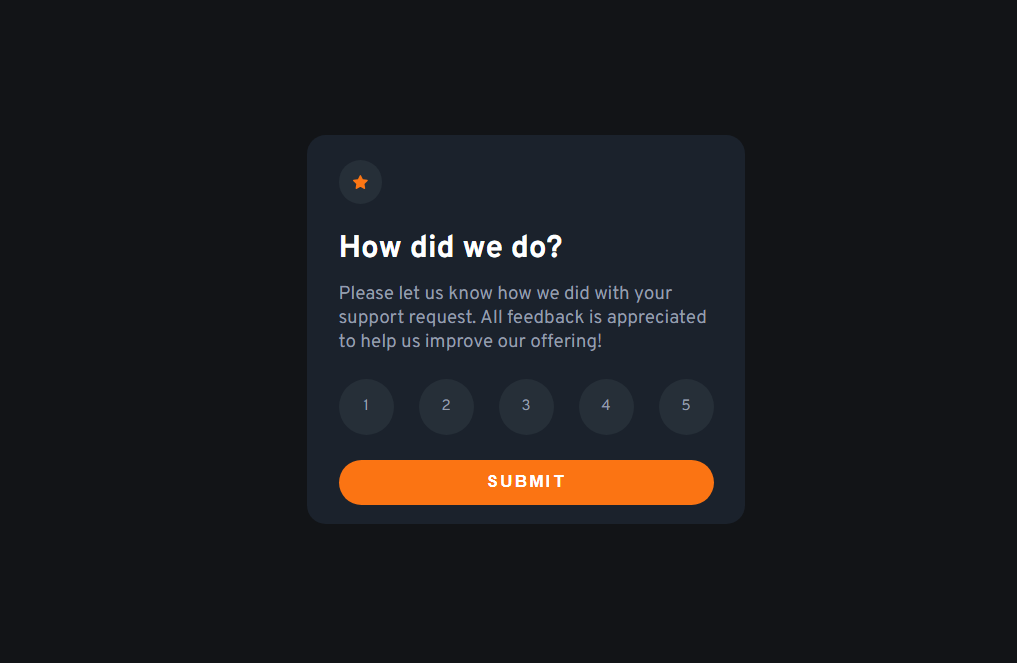 How did we do?
Please let us know how we did with your
support request. All feedback is appreciated
to help us improve our offering!
1 2 3 4 5
SUBMIT